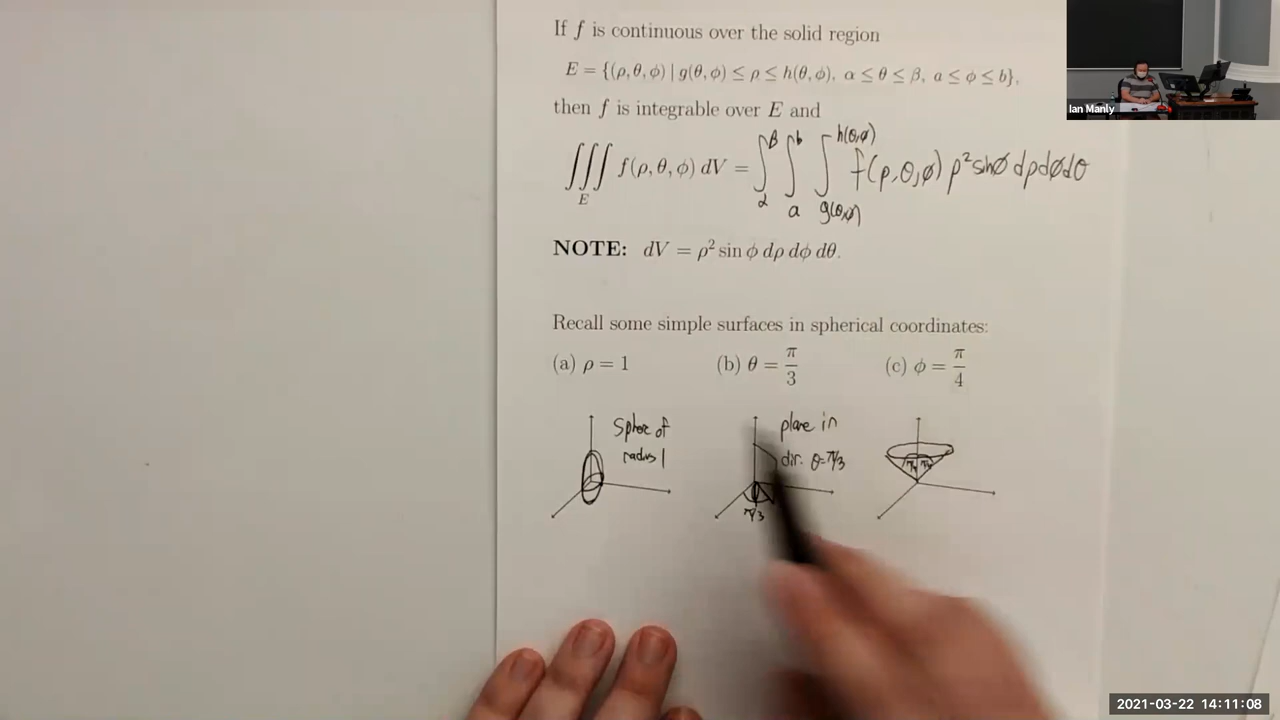 If f is continuous over the solid region
E = {(ρ, θ, φ) | g(θ, φ) ≤ ρ ≤ h(θ, φ), α ≤ θ ≤ β, a ≤ φ ≤ b},
then f is integrable over E and
∭_E f(ρ, θ, φ) dV = ∫_α^β ∫_a^b ∫_{g(θ,φ)}^{h(θ,φ)} f(ρ,θ,φ) ρ² sinφ dρdφdθ
NOTE: dV = ρ² sin φ dρ dφ dθ.
Recall some simple surfaces in spherical coordinates:
(a) ρ = 1 (b) θ = π/3 (c) φ = π/4
Sphere of
radius 1
plane in
dir. θ=π/3
π/3
π/4 π/4
Ian Manly
2021-03-22 14:11:08